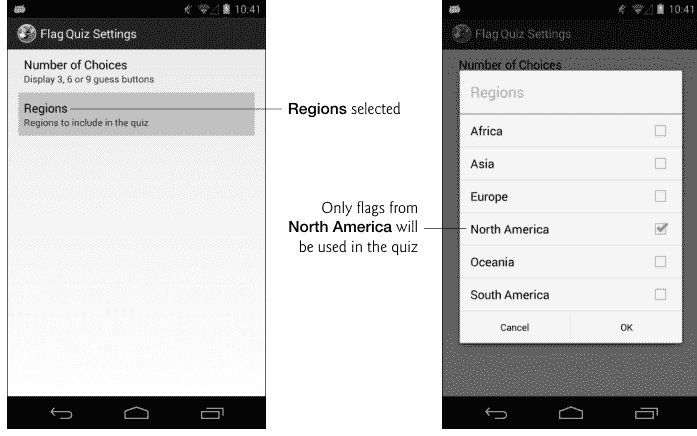 10:41
Flag Quiz Settings
Number of Choices
Display 3, 6 or 9 guess buttons
Regions
Regions to include in the quiz
Regions selected
Only flags from
North America will
be used in the quiz
10:41
Flag Quiz Settings
Number of Choices
Regions
Africa
Asia
Europe
North America
Oceania
South America
Cancel
OK